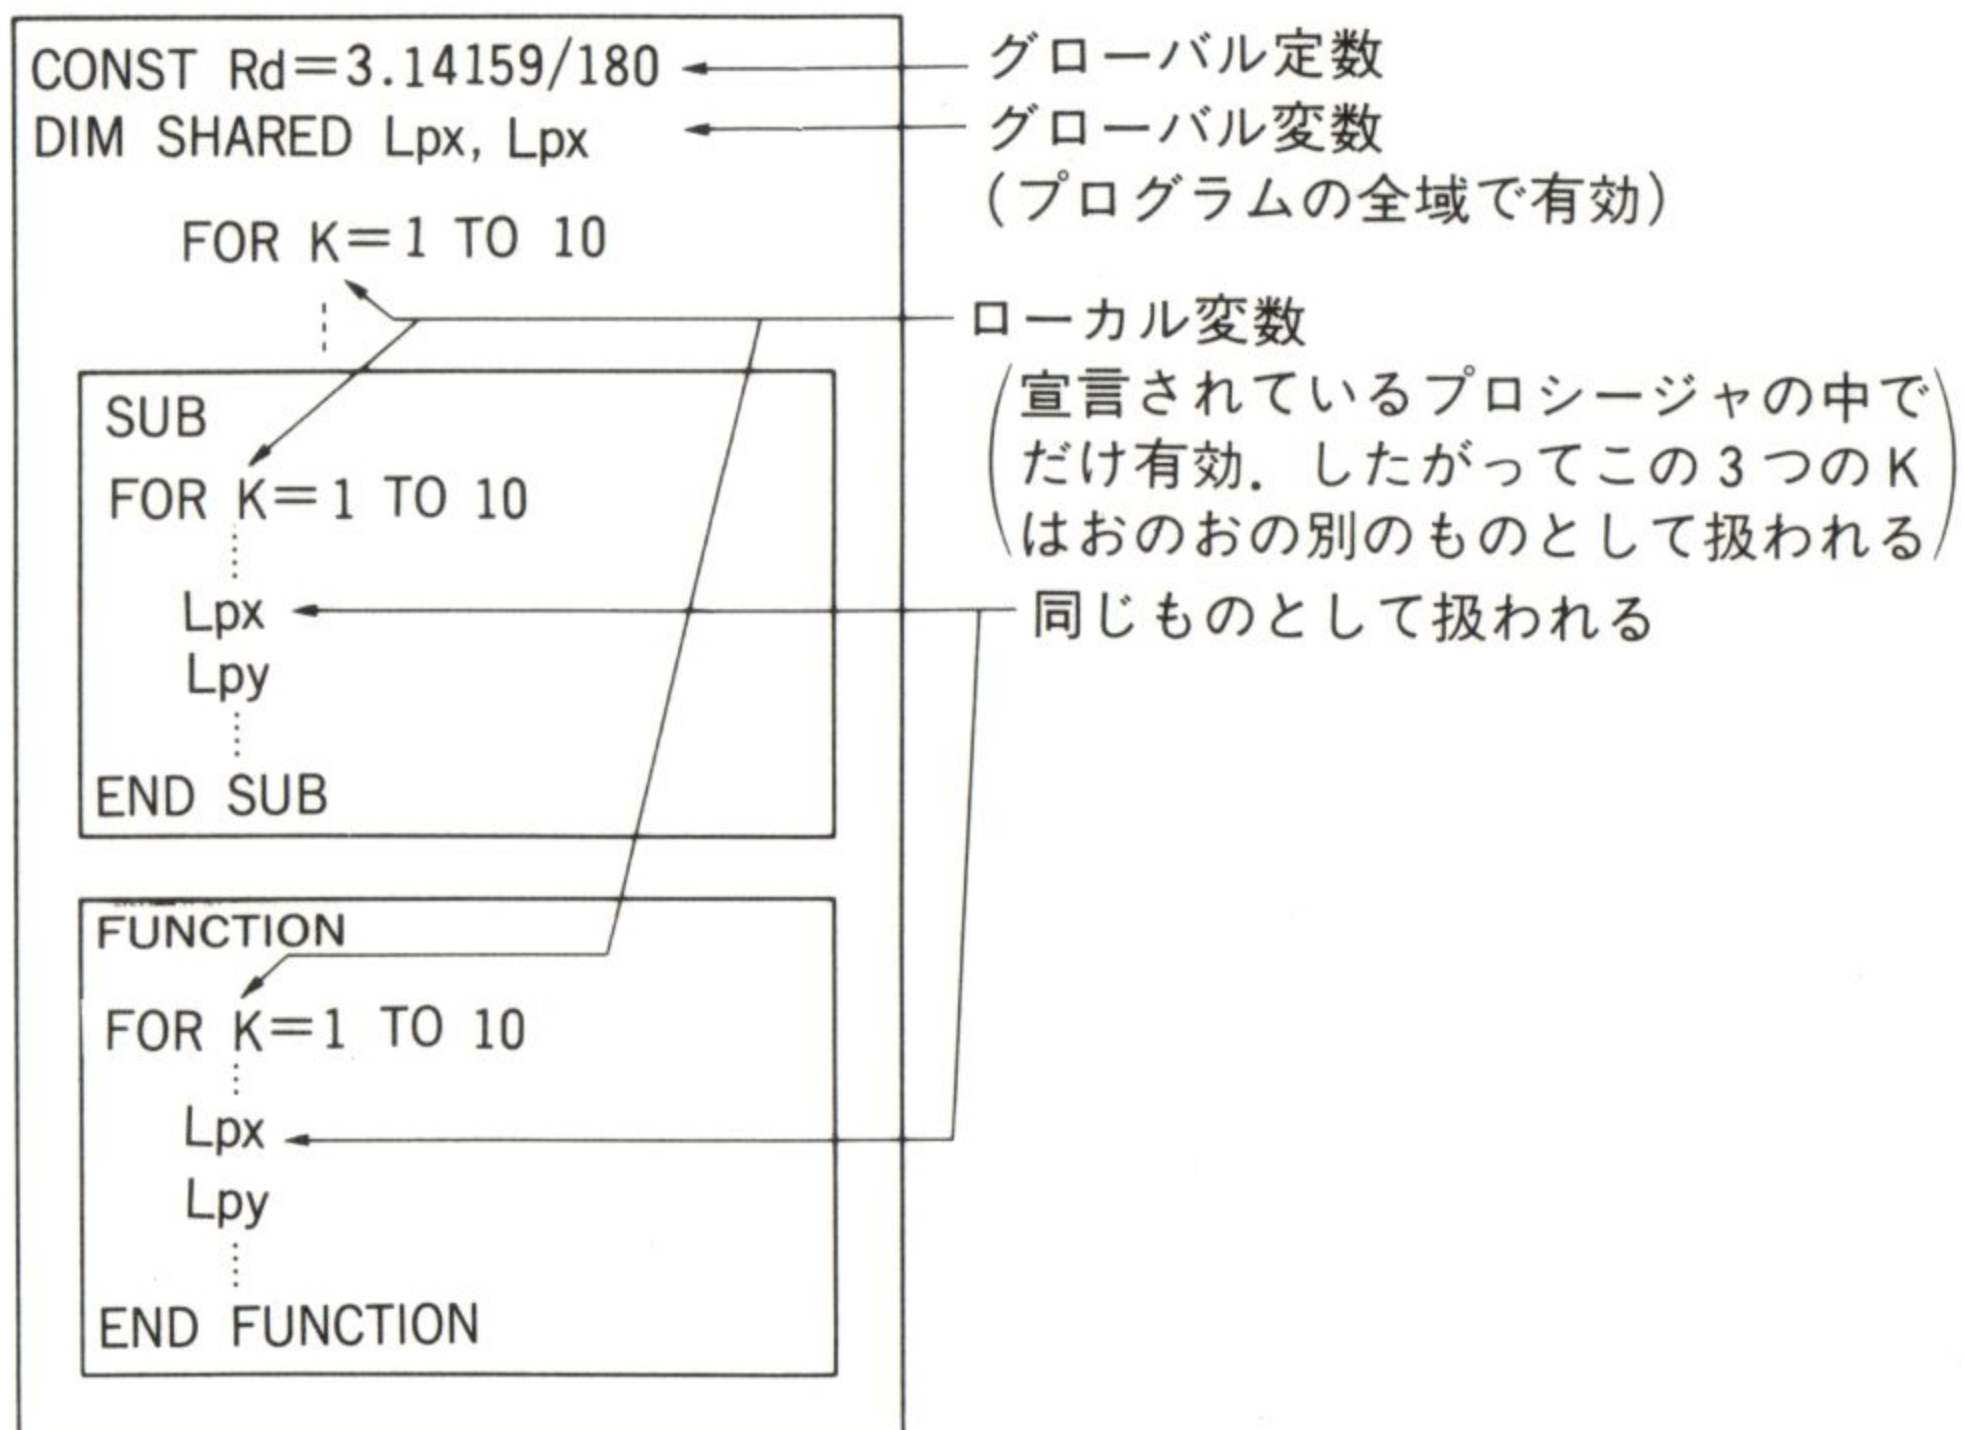 CONST Rd=3.14159/180
グローバル定数
DIM SHARED Lpx, Lpx
グローバル変数
(プログラムの全域で有効)
FOR K=1 TO 10
ローカル変数
(宣言されているプロシージャの中で
だけ有効.したがってこの3つのK
はおのおの別のものとして扱われる)
SUB
FOR K=1 TO 10
Lpx
同じものとして扱われる
Lpy
END SUB
FUNCTION
FOR K=1 TO 10
Lpx
Lpy
END FUNCTION